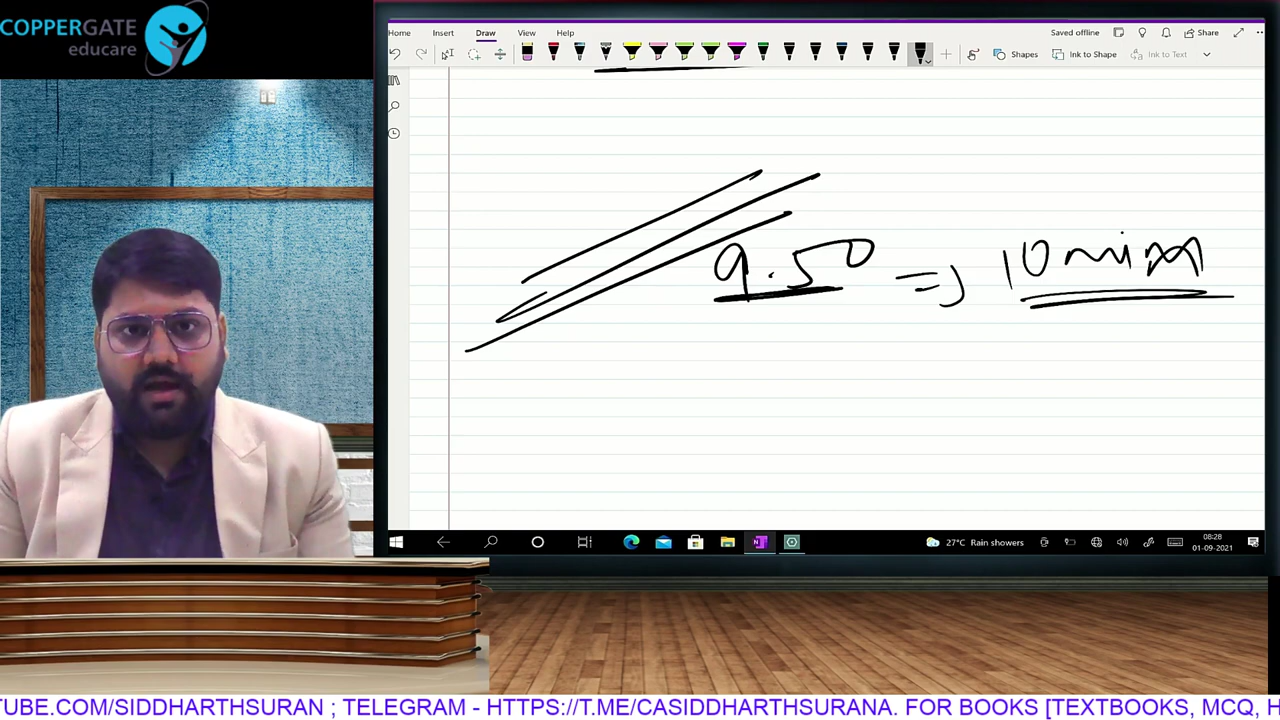 COPPERGATE
educare
Home Insert Draw View Help
Saved offline Share
Shapes Ink to Shape Ink to Text
9.50 => 10 min
27°C Rain showers
08:28
01-09-2021
TUBE.COM/SIDDHARTHSURAN ; TELEGRAM - HTTPS://T.ME/CASIDDHARTHSURANA. FOR BOOKS [TEXTBOOKS, MCQ, H